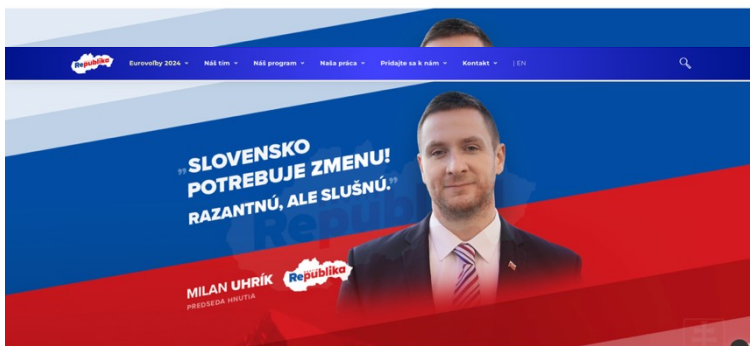 Republika
Eurovoľby 2024
Náš tím
Náš program
Naša práca
Pridajte sa k nám
Kontakt
| EN
„SLOVENSKO
POTREBUJE ZMENU!
RAZANTNÚ, ALE SLUŠNÚ.”
Republika
MILAN UHRÍK
Republika
PREDSEDA HNUTIA